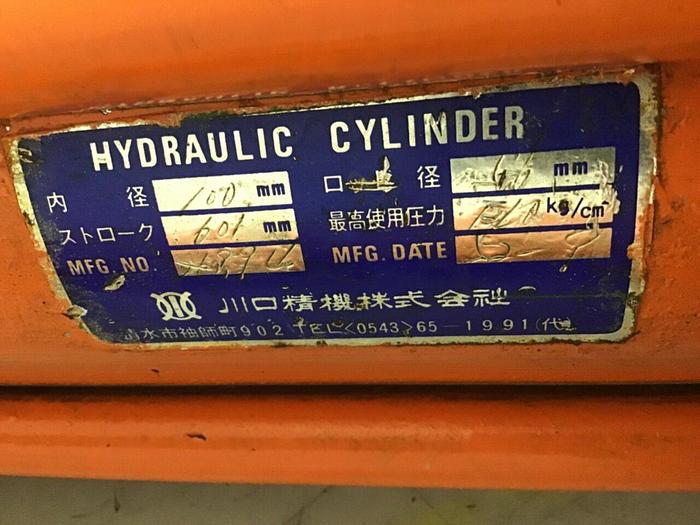 HYDRAULIC CYLINDER
内 径 100 mm 口 径 mm
ストローク 601 mm 最高使用圧力 210 kg/cm
MFG. NO. MFG. DATE
川口精機株式会社
清水市袖師町902 TEL<0543>65-1991(代)